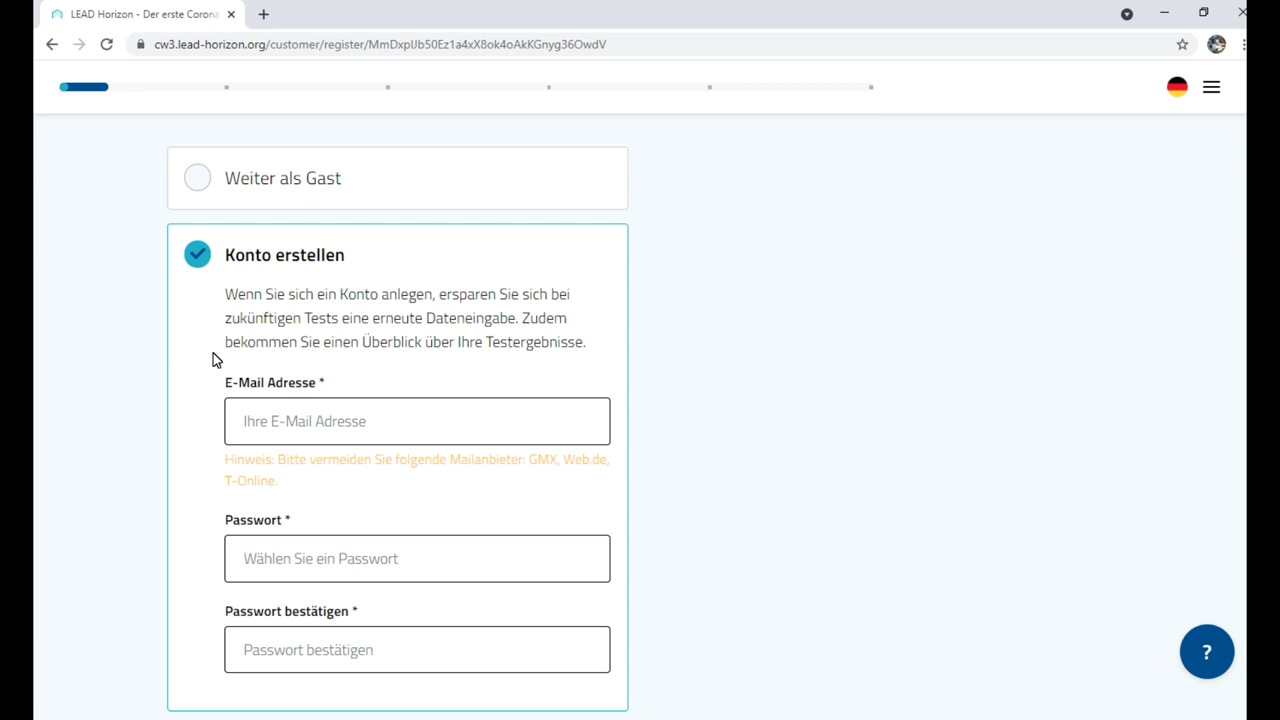 LEAD Horizon - Der erste Corona
cw3.lead-horizon.org/customer/register/MmDxpUb50Ez1a4xX8ok4oAkKGnyg36OwdV
Weiter als Gast
Konto erstellen
Wenn Sie sich ein Konto anlegen, ersparen Sie sich bei
zukünftigen Tests eine erneute Dateneingabe. Zudem
bekommen Sie einen Überblick über Ihre Testergebnisse.
E-Mail Adresse *
Ihre E-Mail Adresse
Hinweis: Bitte vermeiden Sie folgende Mailanbieter: GMX, Web.de,
T-Online.
Passwort *
Wählen Sie ein Passwort
Passwort bestätigen *
Passwort bestätigen
?